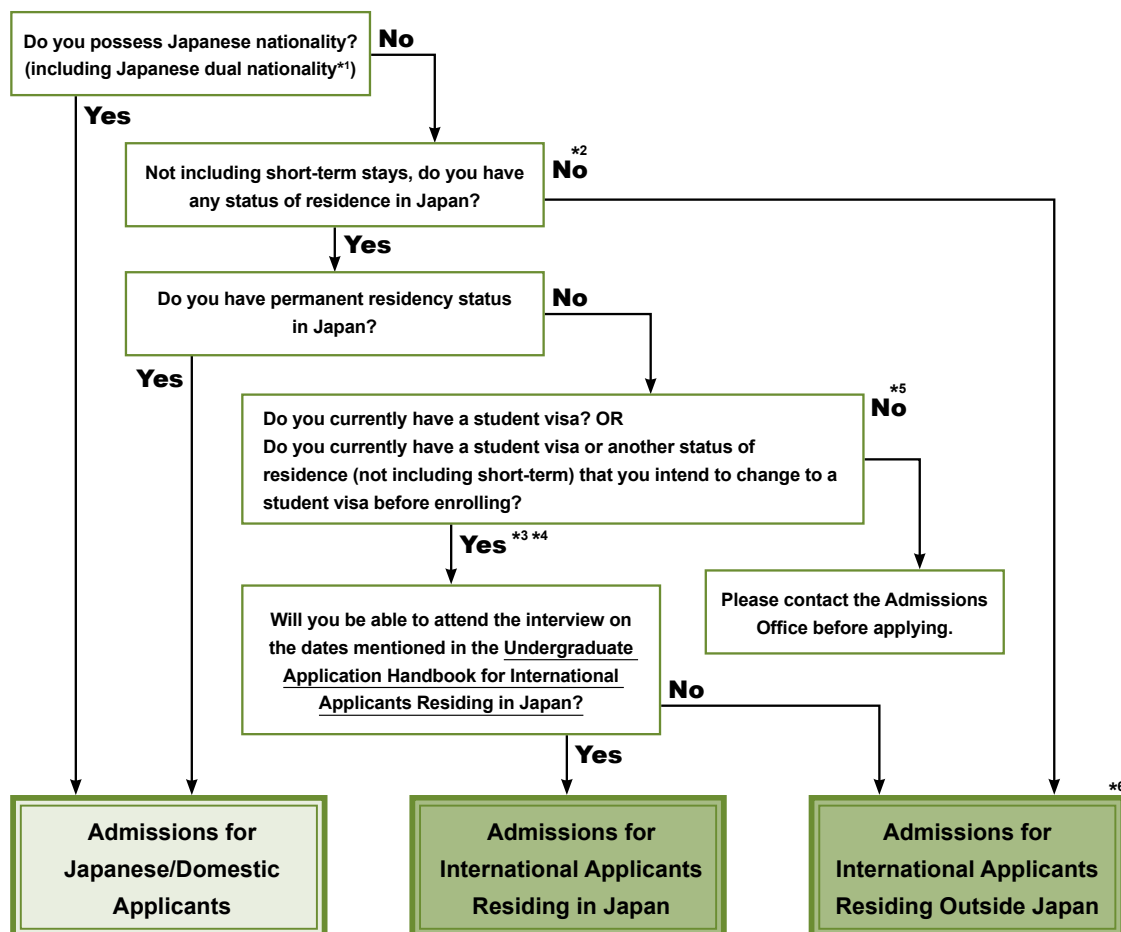 Do you possess Japanese nationality?
(including Japanese dual nationality*1)
No
Yes
Not including short-term stays, do you have
any status of residence in Japan?
*2
No
Yes
Do you have permanent residency status
in Japan?
No
Yes
Do you currently have a student visa? OR
Do you currently have a student visa or another status of
residence (not including short-term) that you intend to change to a
student visa before enrolling?
*5
No
Yes *3 *4
Please contact the Admissions
Office before applying.
Will you be able to attend the interview on
the dates mentioned in the Undergraduate
Application Handbook for International
Applicants Residing in Japan?
No
Yes
Admissions for
Japanese/Domestic
Applicants
Admissions for
International Applicants
Residing in Japan
*6
Admissions for
International Applicants
Residing Outside Japan